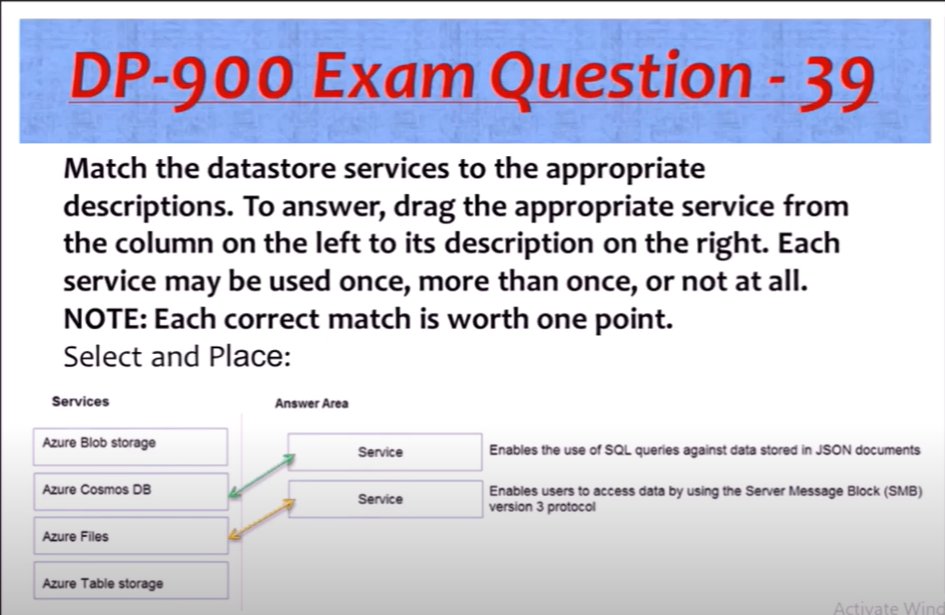 DP-900 Exam Question - 39
Match the datastore services to the appropriate
descriptions. To answer, drag the appropriate service from
the column on the left to its description on the right. Each
service may be used once, more than once, or not at all.
NOTE: Each correct match is worth one point.
Select and Place:
Services
Answer Area
Azure Blob storage
Service
Enables the use of SQL queries against data stored in JSON documents
Azure Cosmos DB
Service
Enables users to access data by using the Server Message Block (SMB)
version 3 protocol
Azure Files
Azure Table storage
Activate Wind